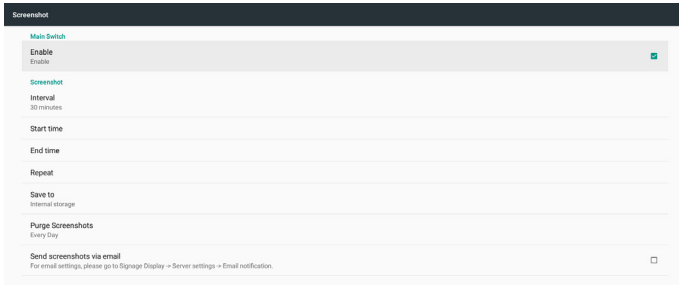 Screenshot
Main Switch
Enable
Enable
Screenshot
Interval
30 minutes
Start time
End time
Repeat
Save to
Internal storage
Purge Screenshots
Every Day
Send screenshots via email
For email settings, please go to Signage Display -> Server settings -> Email notification.